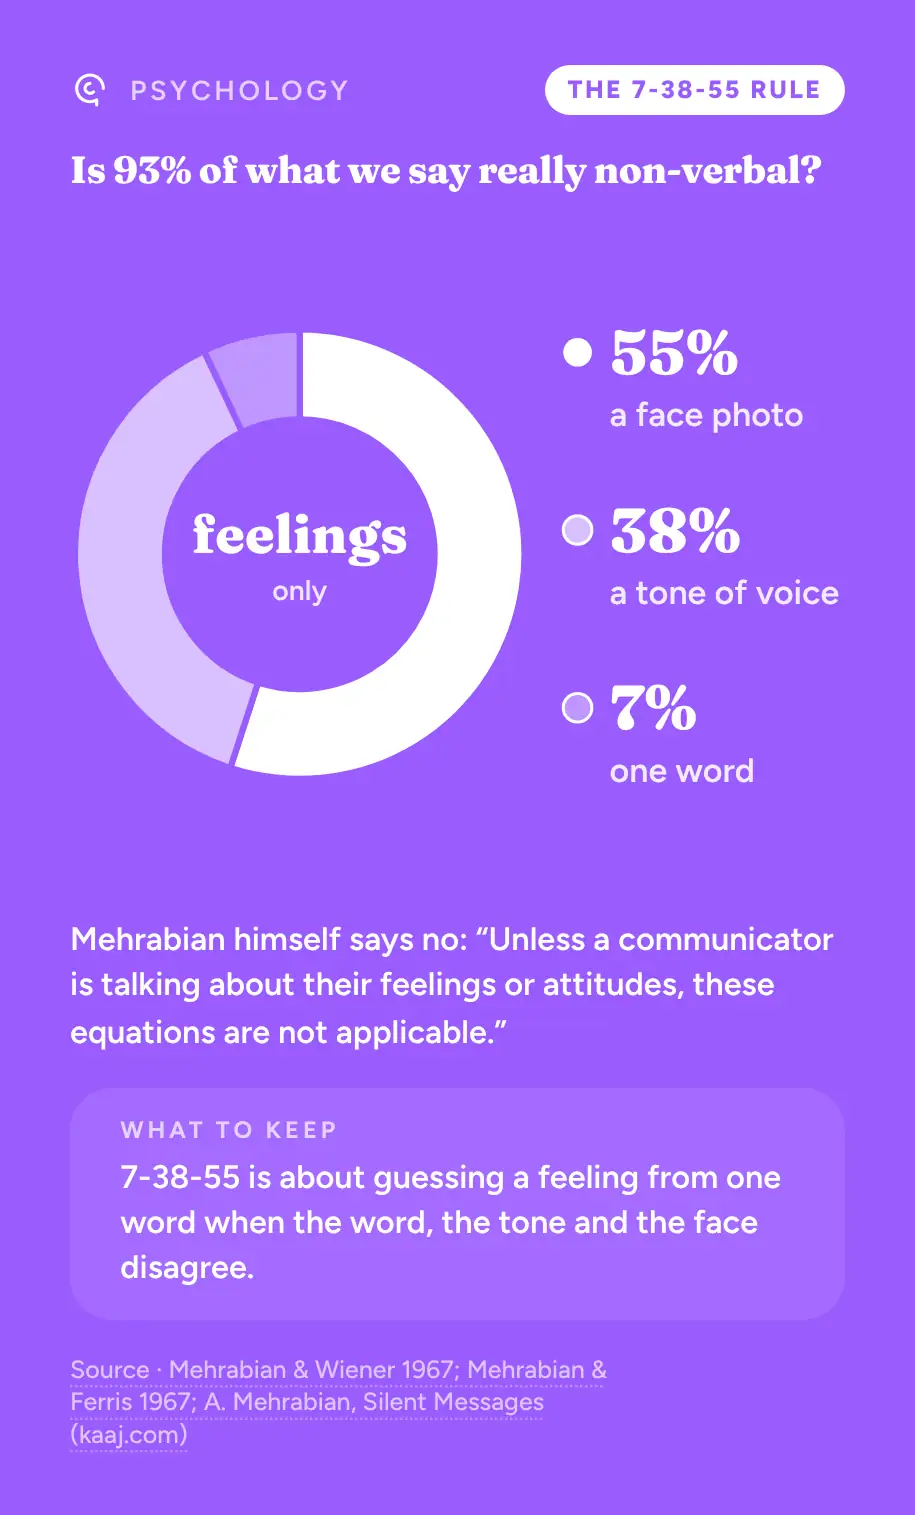 PSYCHOLOGY
THE 7-38-55 RULE
Is 93% of what we say really non-verbal?
feelings
only
55%
a face photo
38%
a tone of voice
7%
one word
Mehrabian himself says no: “Unless a communicator
is talking about their feelings or attitudes, these
equations are not applicable.”
WHAT TO KEEP
7-38-55 is about guessing a feeling from one
word when the word, the tone and the face
disagree.
Source · Mehrabian & Wiener 1967; Mehrabian &
Ferris 1967; A. Mehrabian, Silent Messages
(kaaj.com)